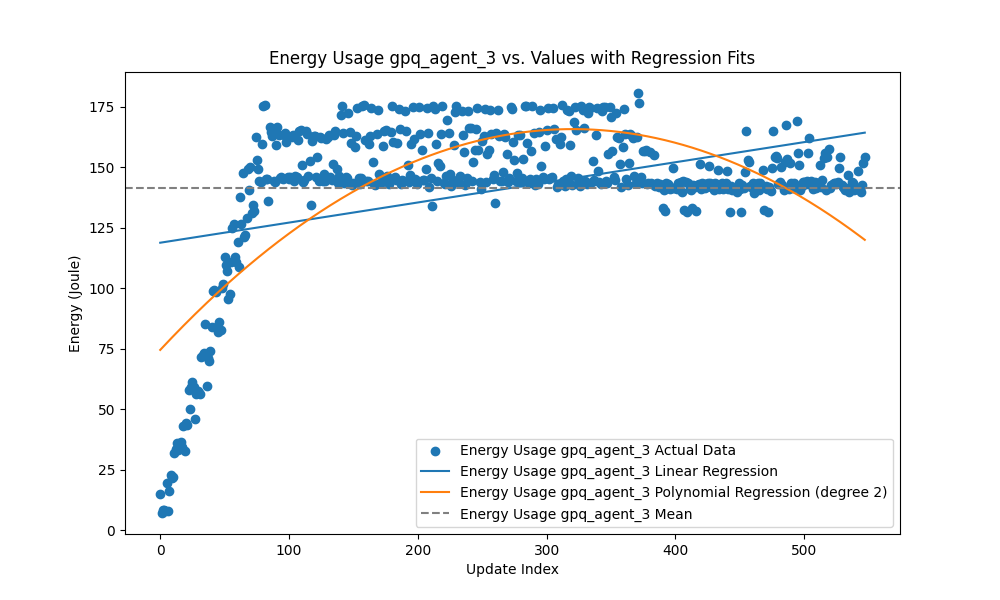 Energy Usage gpq_agent_3 vs. Values with Regression Fits
Energy (Joule)
175
150
125
100
75
50
25
0
0 100 200 300 400 500
Update Index
Energy Usage gpq_agent_3 Actual Data
Energy Usage gpq_agent_3 Linear Regression
Energy Usage gpq_agent_3 Polynomial Regression (degree 2)
Energy Usage gpq_agent_3 Mean